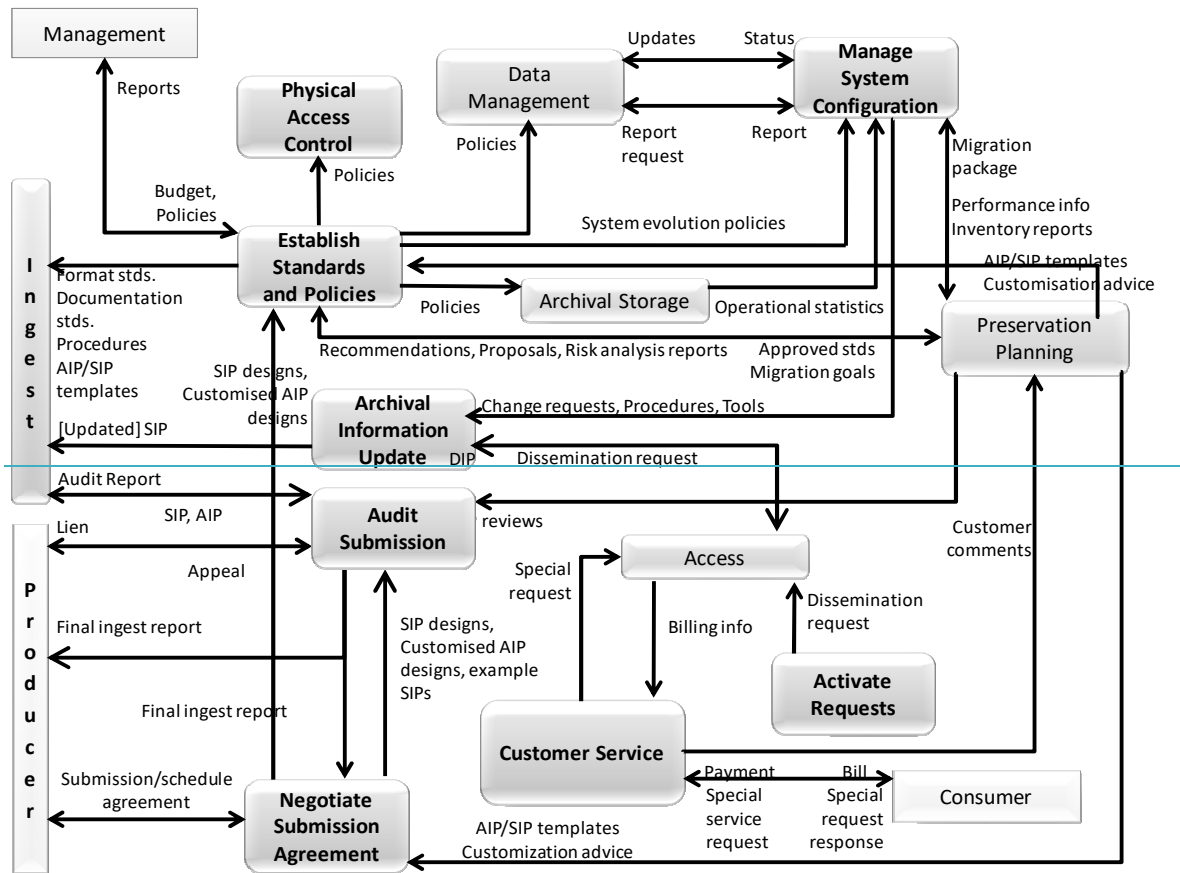 Management
Reports
Physical
Access
Control
Policies
Budget,
Policies
Updates
Status
Data
Management
Report
request
Report
Policies
Manage
System
Configuration
Migration
package
Performance info
Inventory reports
AIP/SIP templates
Customisation advice
System evolution policies
Establish
Standards
and Policies
Policies
Archival Storage
Operational statistics
Preservation
Planning
Recommendations, Proposals, Risk analysis reports
Approved stds
Migration goals
Ingest
Format stds.
Documentation
stds.
Procedures
AIP/SIP
templates
SIP designs,
Customised AIP
designs
Archival
Information
Update
Change requests, Procedures, Tools
[Updated] SIP
DIP
Dissemination request
Audit Report
SIP, AIP
Audit
Submission
reviews
Customer
comments
Producer
Lien
Appeal
Special
request
Access
Billing info
Dissemination
request
Activate
Requests
Final ingest report
SIP designs,
Customised AIP
designs, example
SIPs
Final ingest report
Customer Service
Submission/schedule
agreement
Negotiate
Submission
Agreement
Payment
Special
service
request
Bill
Special
request
response
Consumer
AIP/SIP templates
Customization advice